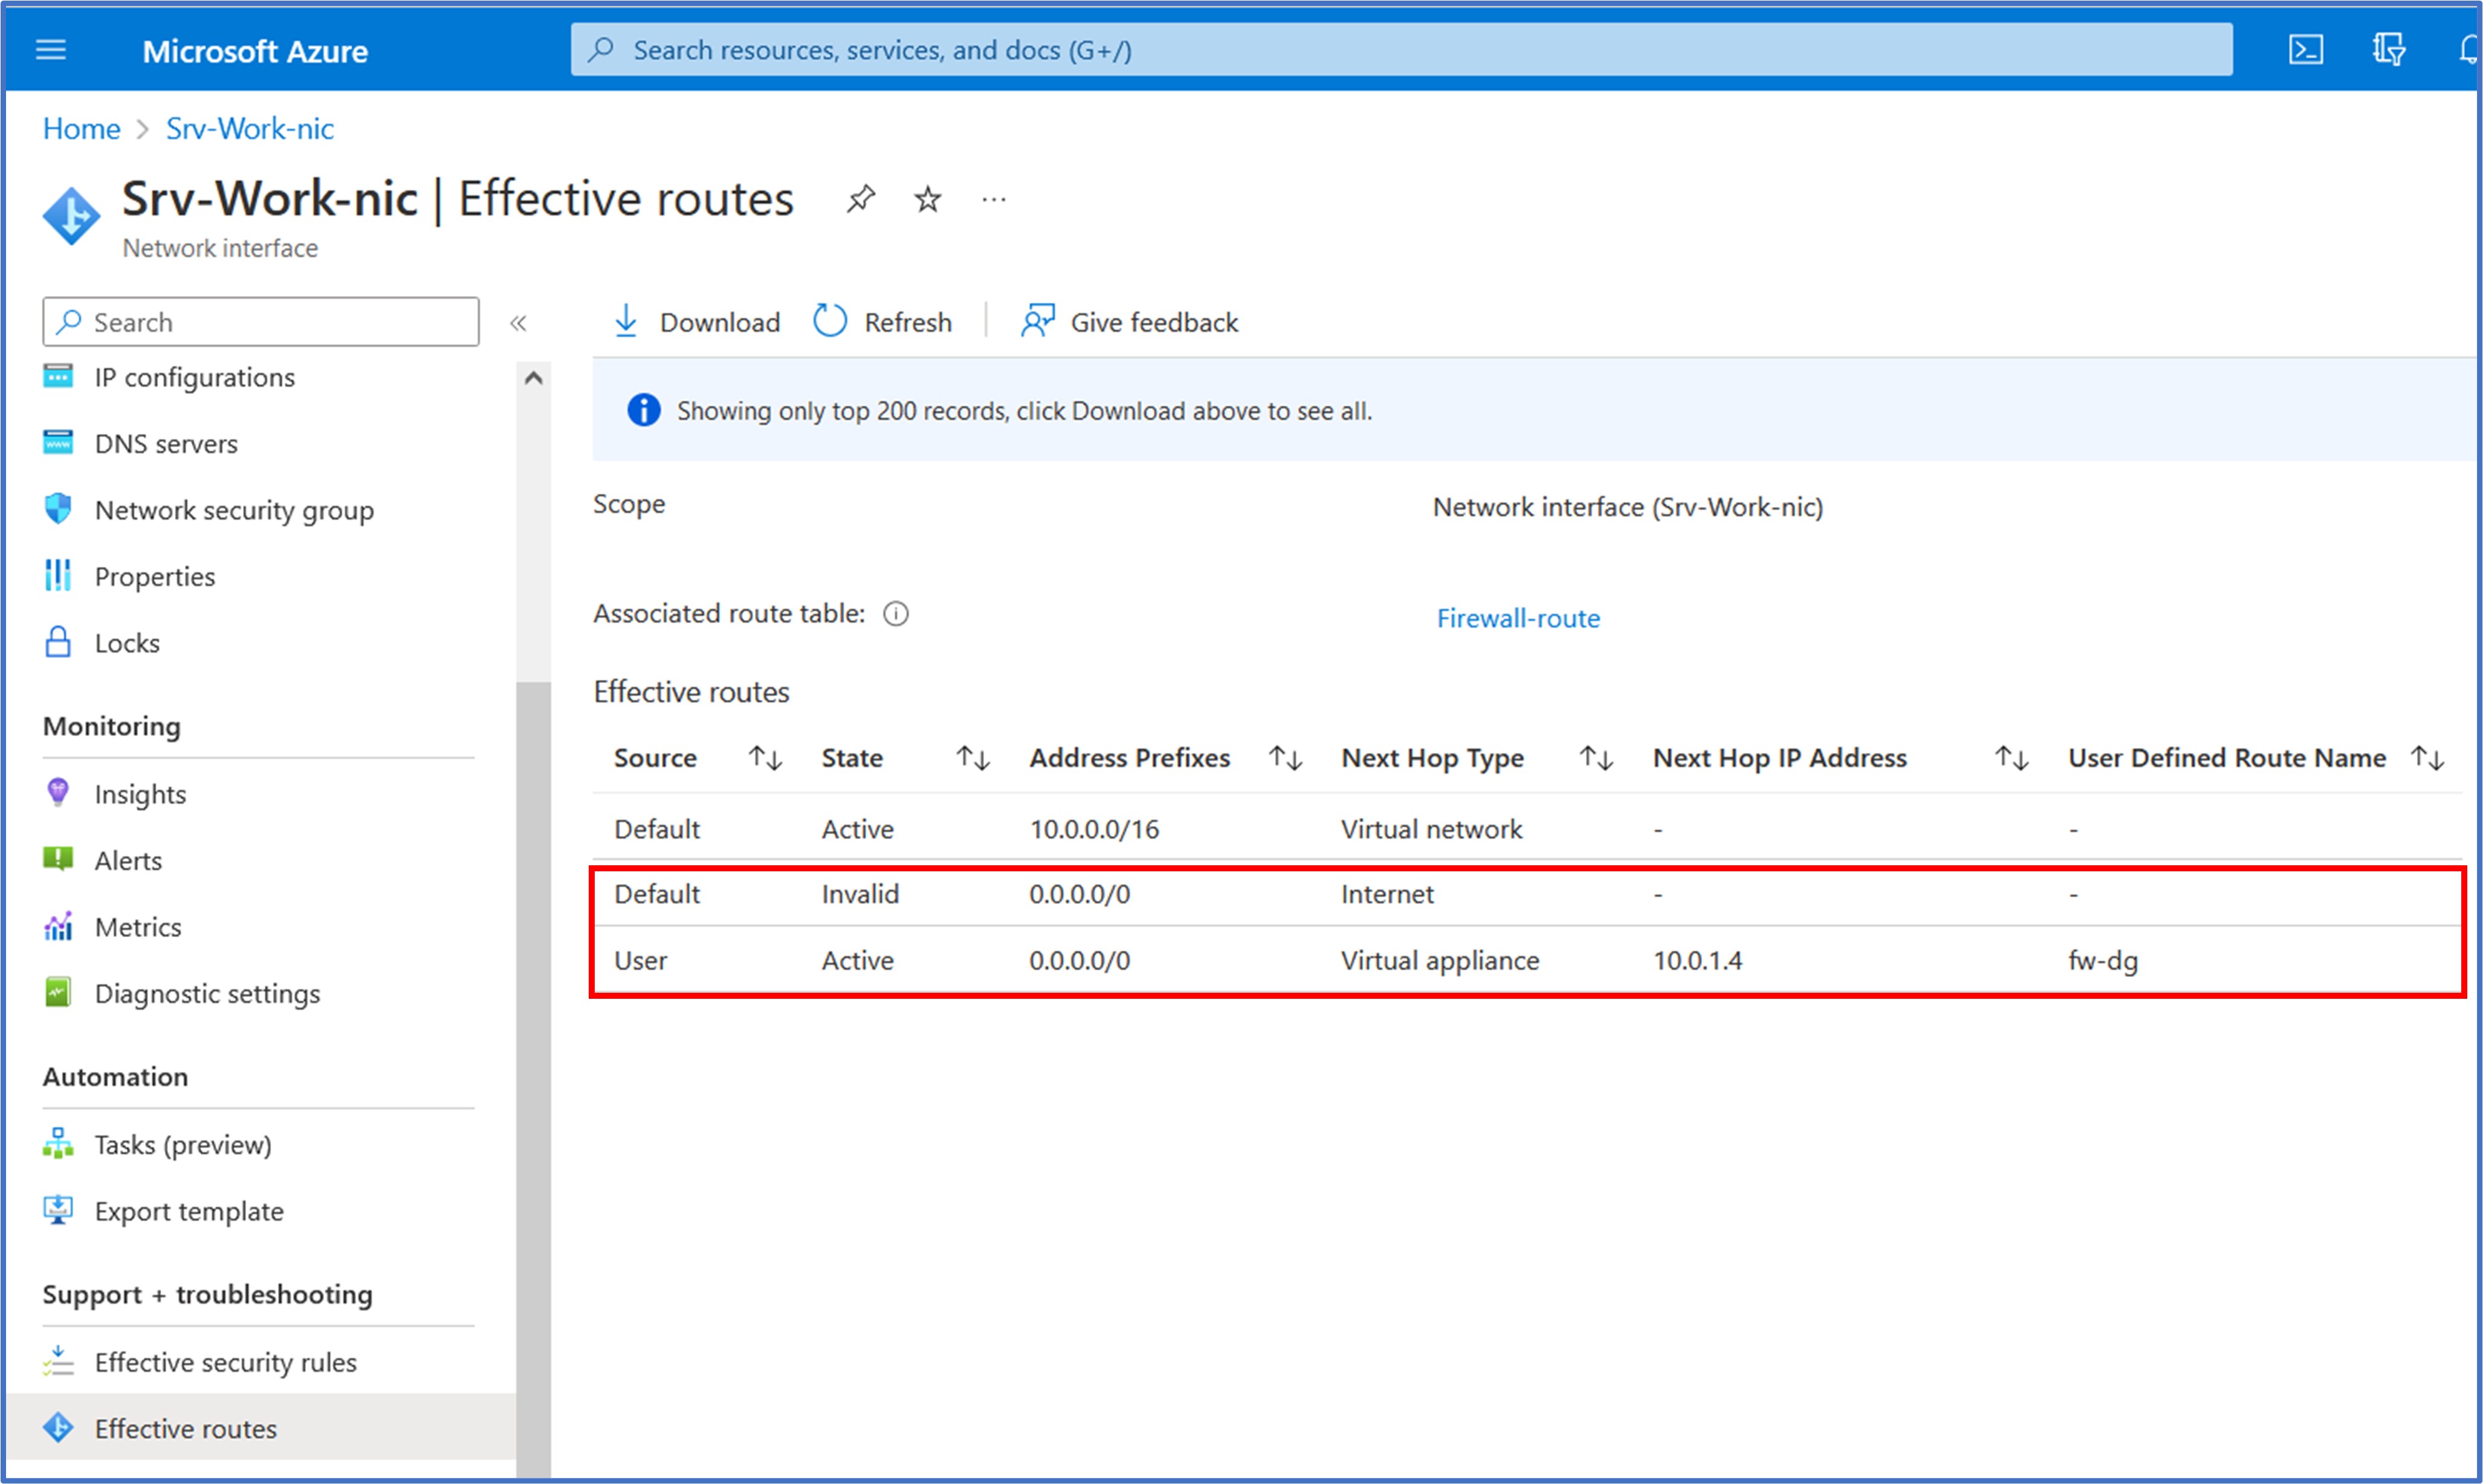 Microsoft Azure
Search resources, services, and docs (G+/)
Home > Srv-Work-nic
Srv-Work-nic | Effective routes
Network interface
Search
Download Refresh Give feedback
Showing only top 200 records, click Download above to see all.
IP configurations
DNS servers
Network security group
Properties
Locks
Monitoring
Insights
Alerts
Metrics
Diagnostic settings
Automation
Tasks (preview)
Export template
Support + troubleshooting
Effective security rules
Effective routes
Scope Network interface (Srv-Work-nic)
Associated route table: Firewall-route
Effective routes
Source State Address Prefixes Next Hop Type Next Hop IP Address User Defined Route Name
Default Active 10.0.0.0/16 Virtual network - -
Default Invalid 0.0.0.0/0 Internet - -
User Active 0.0.0.0/0 Virtual appliance 10.0.1.4 fw-dg